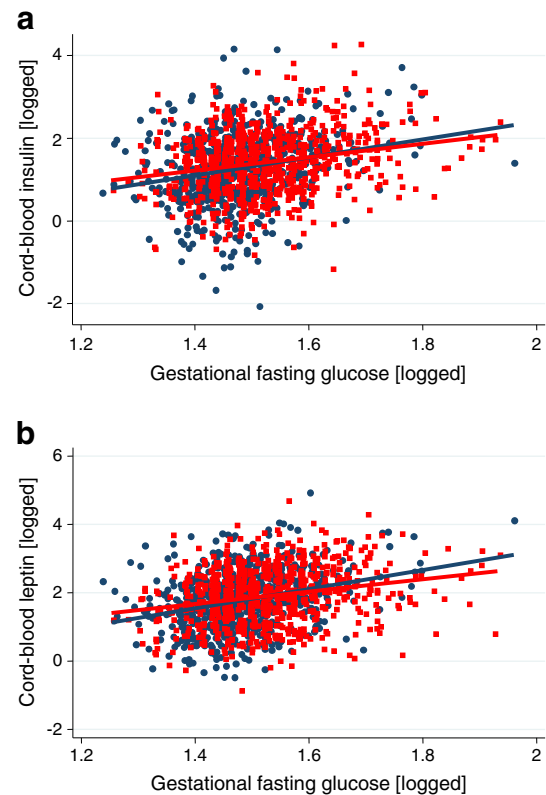 a
Cord-blood insulin [logged]
4
2
0
-2
1.2 1.4 1.6 1.8 2
Gestational fasting glucose [logged]
b
Cord-blood leptin [logged]
6
4
2
0
-2
1.2 1.4 1.6 1.8 2
Gestational fasting glucose [logged]